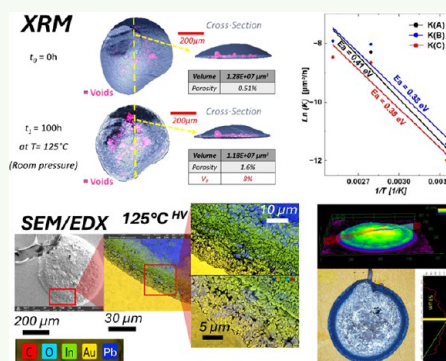 XRM
Cross-Section
200µm
t₀ = 0h
Volume 1.28E+07 µm³
Porosity 0.51%
= Voids
Cross-Section
200µm
t₁ = 100h
at T= 125°C
(Room pressure)
Volume 1.18E+07 µm³
Porosity 1.6%
8%
= Voids
K(A)
K(B)
K(C)
Ea = 0.41 eV
Ea = 0.35 eV
Ea = 0.38 eV
-8
-10
-12
0.0027
0.0030
1/T [1/K]
SEM/EDX
125°C HV
10 µm
200 µm
30 µm
5 µm
C O In Au Pb